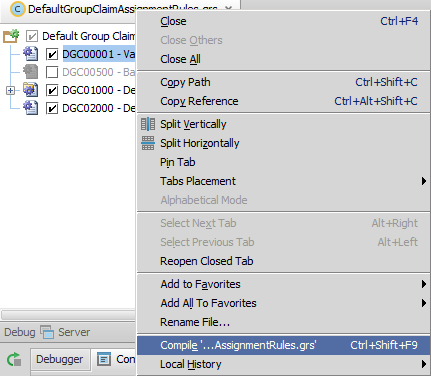 DefaultGroupClaimAssignmentRules.grs
Default Group Claim
DGC00001 - Va
DGC00500 - Ba
DGC01000 - De
DGC02000 - De
Close Ctrl+F4
Close Others
Close All
Copy Path Ctrl+Shift+C
Copy Reference Ctrl+Alt+Shift+C
Split Vertically
Split Horizontally
Pin Tab
Tabs Placement
Alphabetical Mode
Select Next Tab Alt+Right
Select Previous Tab Alt+Left
Reopen Closed Tab
Add to Favorites
Add All To Favorites
Rename File...
Compile '...AssignmentRules.grs' Ctrl+Shift+F9
Local History
Debug Server
Debugger Con